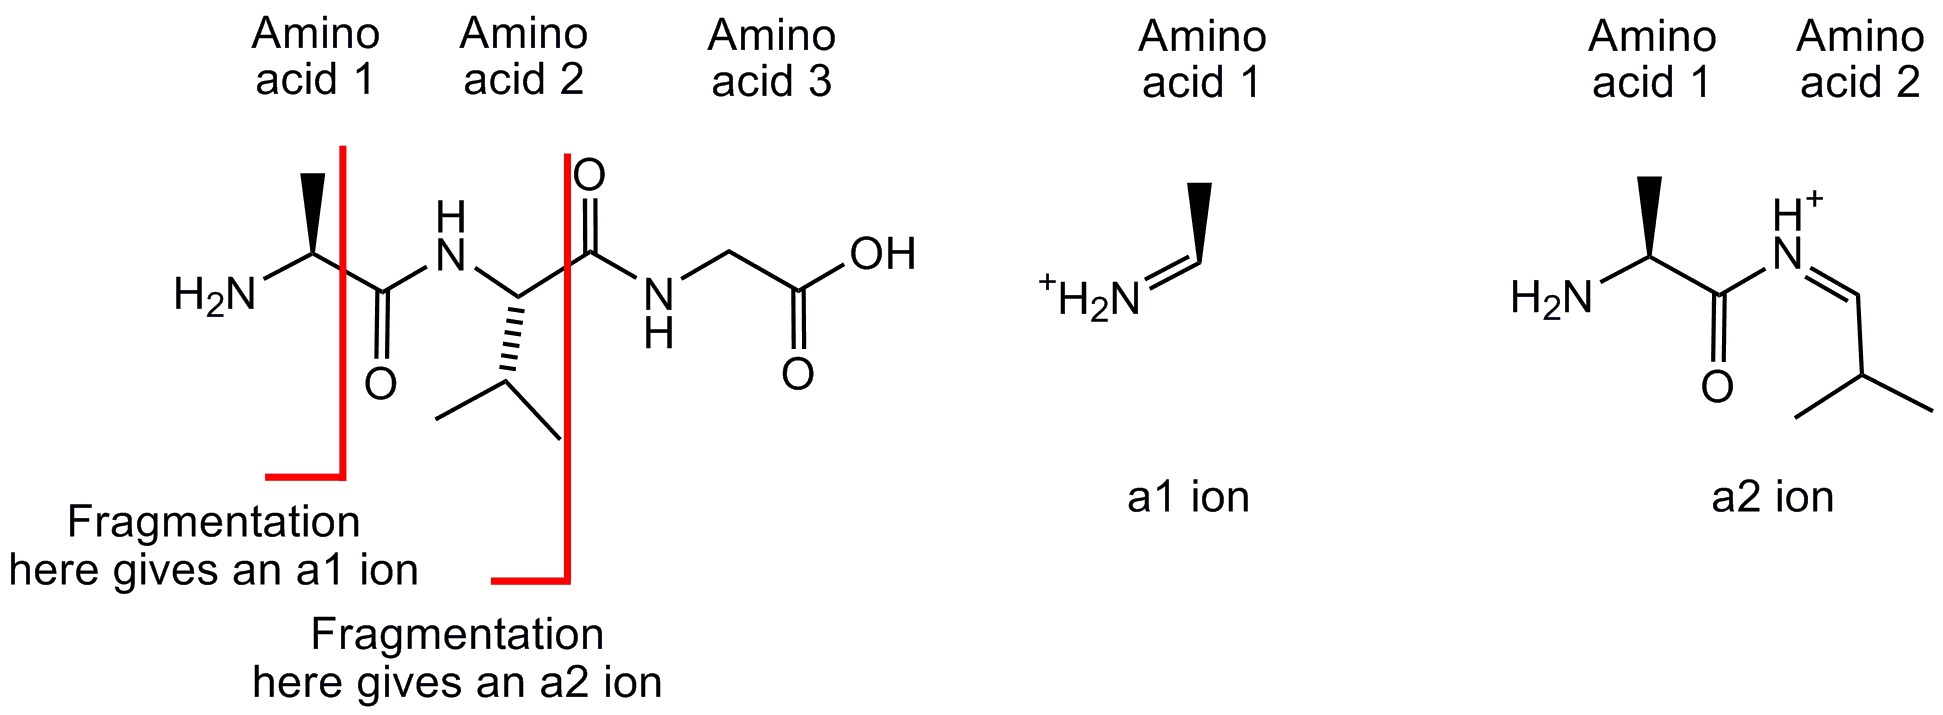 Amino
acid 1
Amino
acid 2
Amino
acid 3
Amino
acid 1
Amino
acid 1
Amino
acid 2
H₂N
O
H
N
O
N
H
OH
O
⁺H₂N
H₂N
O
H⁺
N
a1 ion
a2 ion
Fragmentation
here gives an a1 ion
Fragmentation
here gives an a2 ion